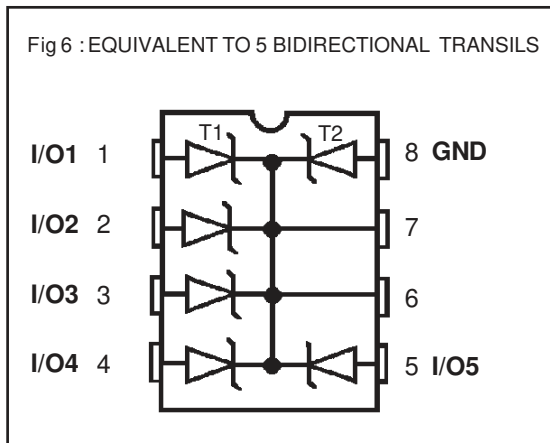 Fig 6 : EQUIVALENT TO 5 BIDIRECTIONAL TRANSILS
T1 T2
I/O1 1 8 GND
I/O2 2 7
I/O3 3 6
I/O4 4 5 I/O5